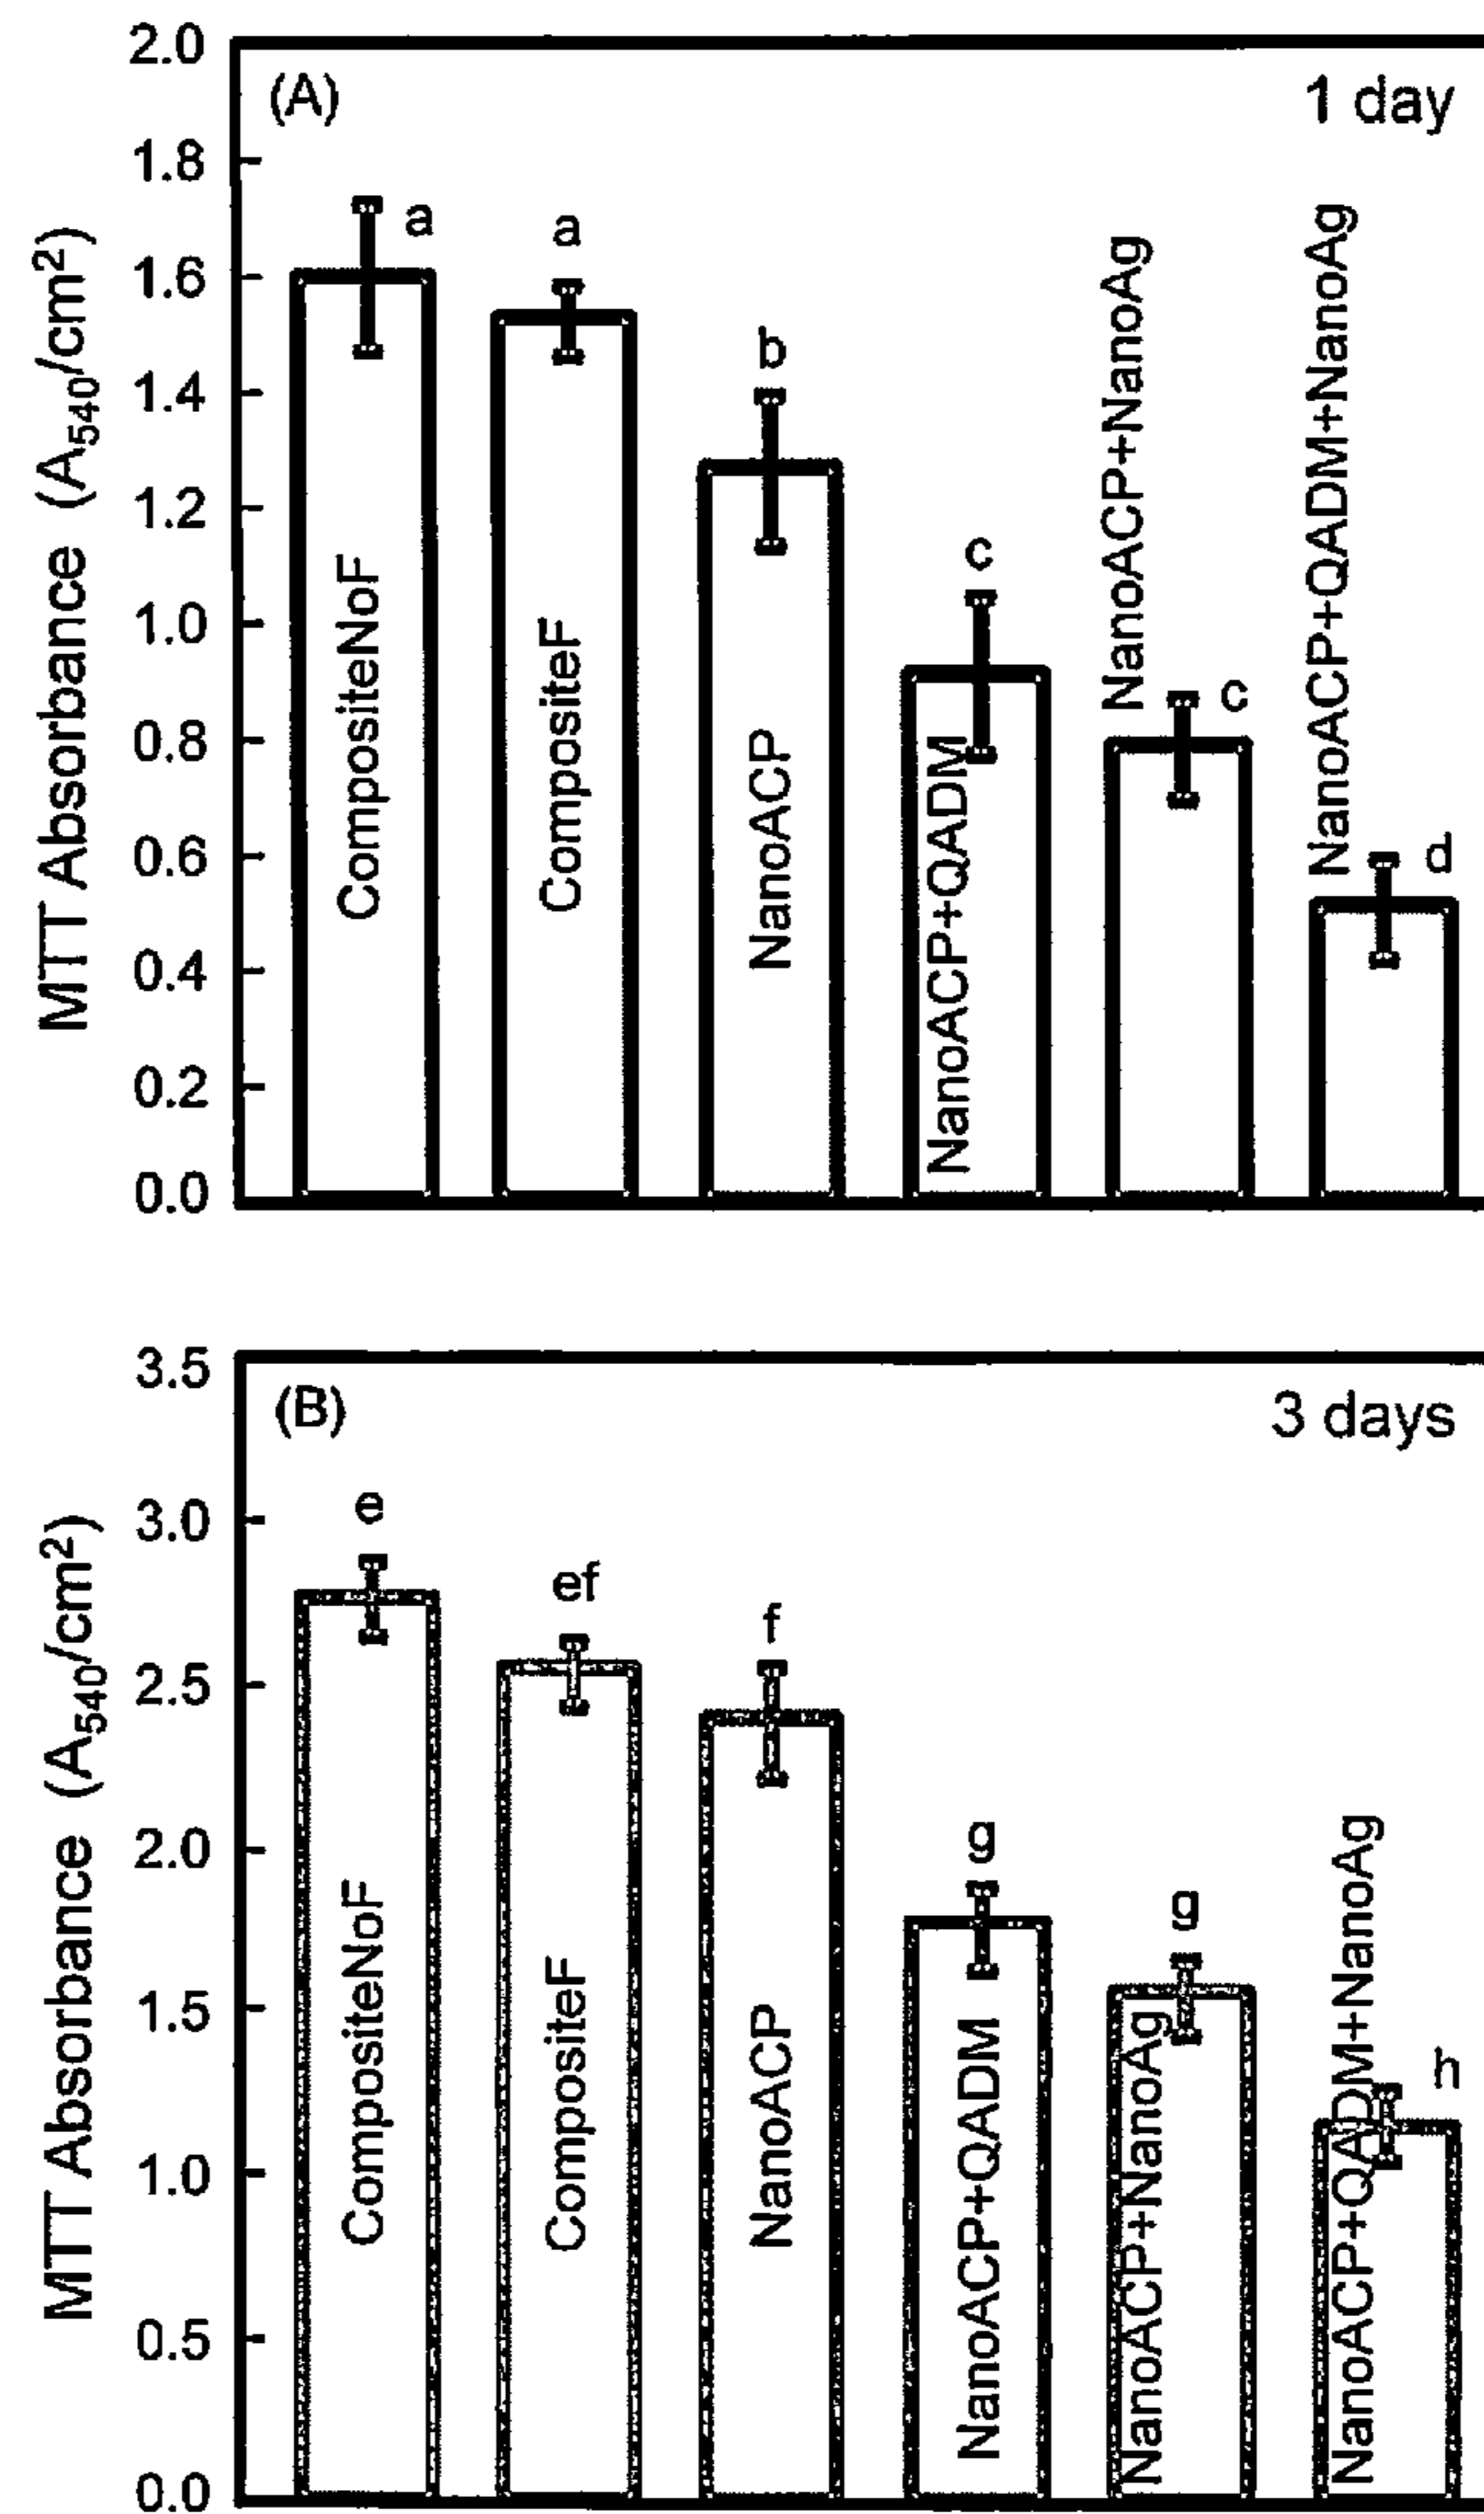 2.0
(A)
1 day
1.8
a
a
1.6
b
1.4
1.2
c
1.0
c
0.8
d
0.6
0.4
0.2
0.0
MTT Absorbance (A540/cm2)
CompositeNoF
CompositeF
NanoACP
NanoACP+QADM
NanoACP+NanoAg
NanoACP+QADM+NanoAg
3.5
(B)
3 days
3.0
e
ef
f
2.5
2.0
g
g
1.5
h
1.0
0.5
0.0
MTT Absorbance (A540/cm2)
CompositeNoF
CompositeF
NanoACP
NanoACP+QADM
NanoACP+NanoAg
NanoACP+QADM+NanoAg